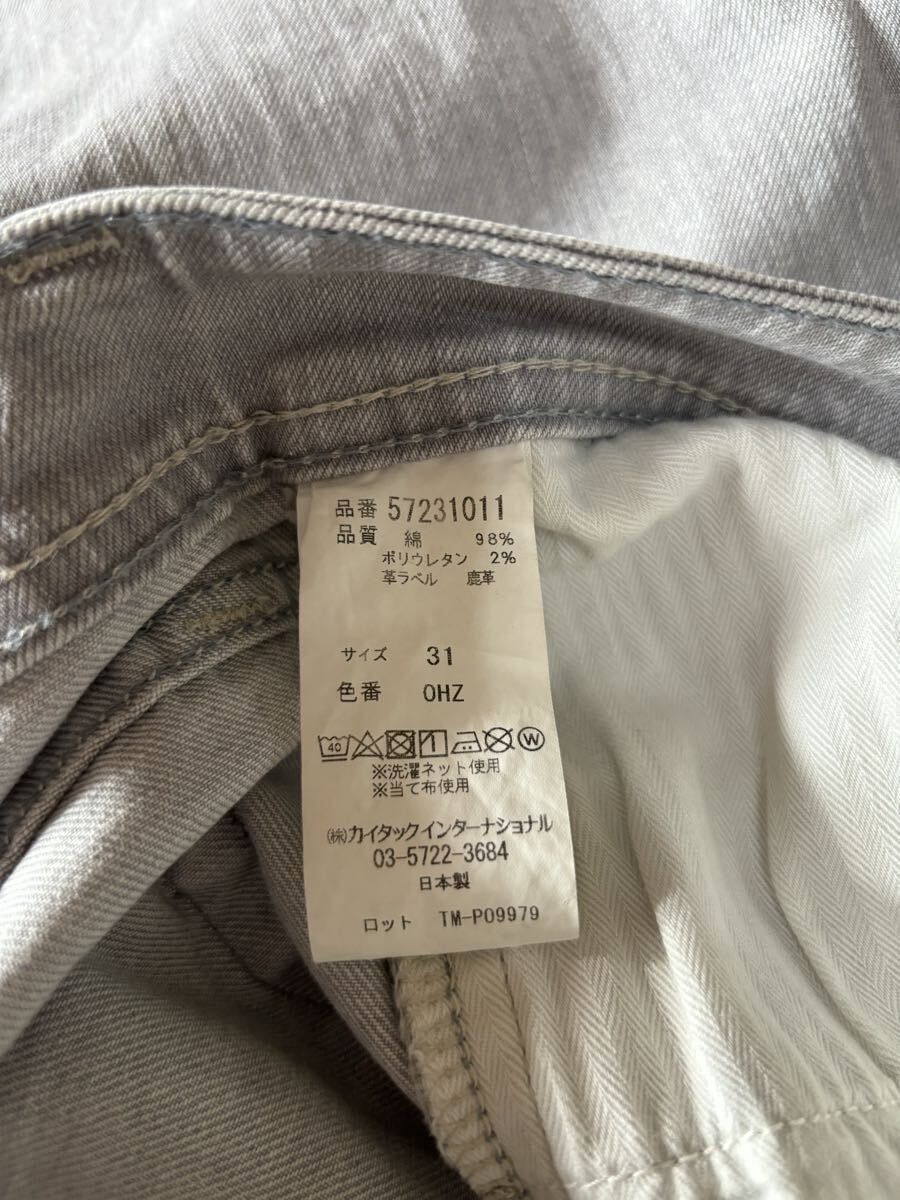 品番 57231011
品質 綿 98%
ポリウレタン 2%
革ラベル 鹿革
サイズ 31
色番 0HZ
40 W
※洗濯ネット使用
※当て布使用
㈱カイタックインターナショナル
03-5722-3684
日本製
ロット TM-P09979